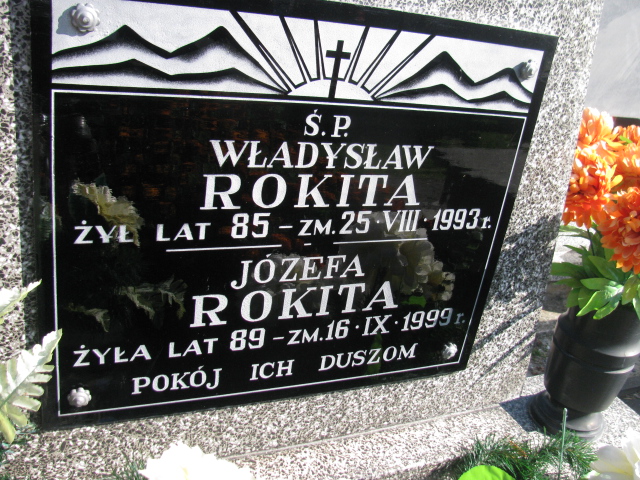 Ś.P.
WŁADYSŁAW
ROKITA
ŻYŁ LAT 85 – ZM. 25·VIII·1993 r.
JÓZEFA
ROKITA
ŻYŁA LAT 89 – ZM. 16·IX·1999 r.
POKÓJ ICH DUSZOM